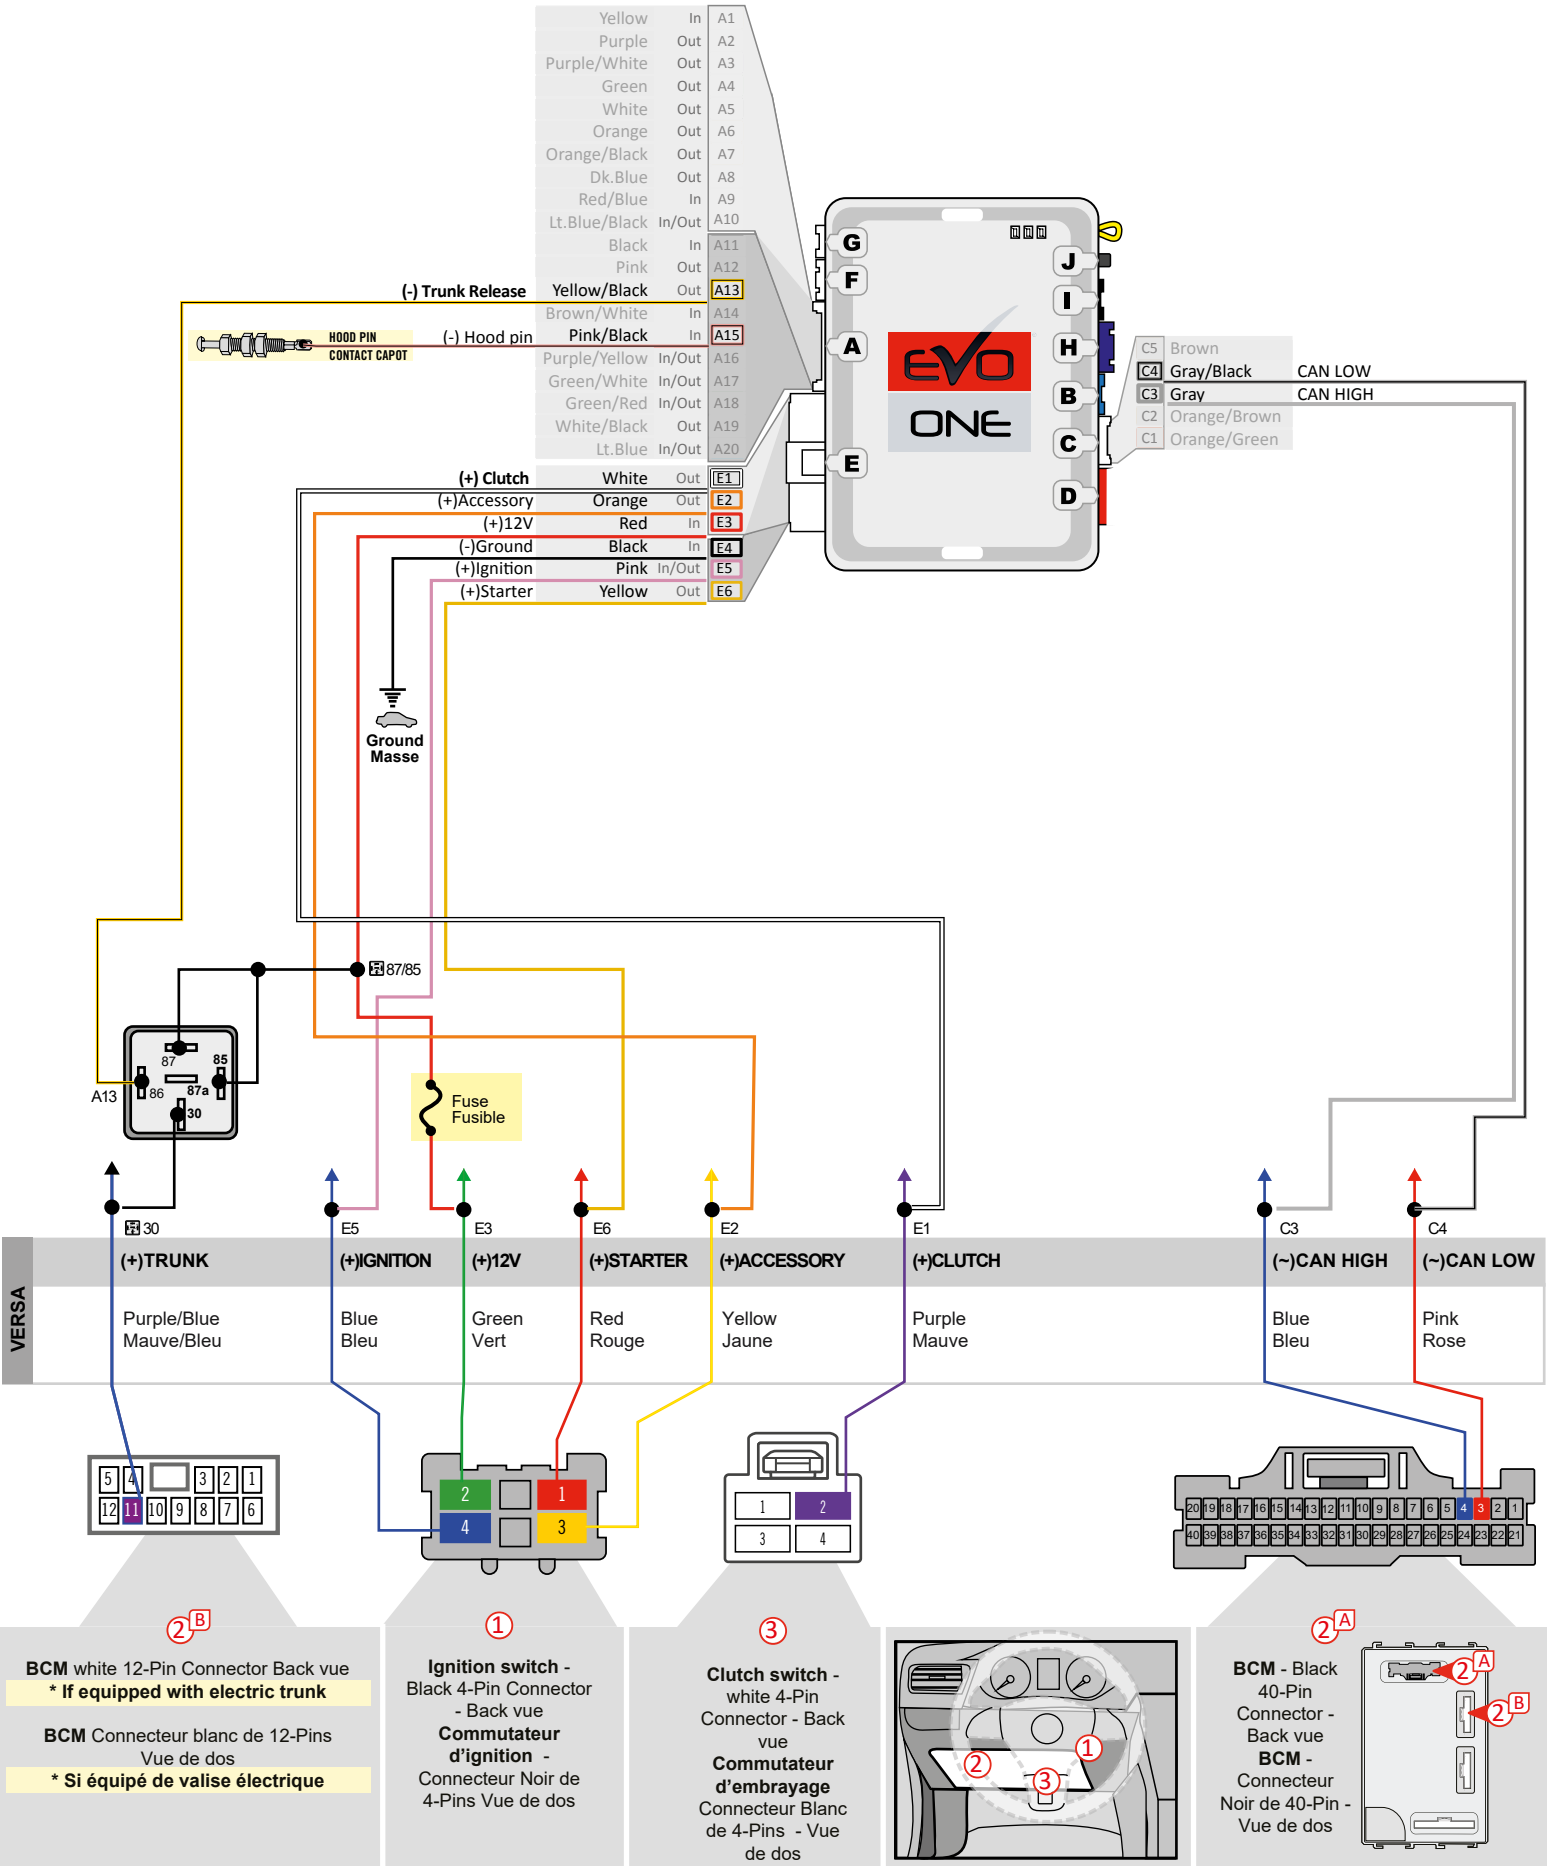 Yellow In A1
Purple Out A2
Purple/White Out A3
Green Out A4
White Out A5
Orange Out A6
Orange/Black Out A7
Dk.Blue Out A8
Red/Blue In A9
Lt.Blue/Black In/Out A10
Black In A11
Pink Out A12
(-) Trunk Release Yellow/Black Out A13
Brown/White In A14
HOOD PIN
CONTACT CAPOT
(-) Hood pin Pink/Black In A15
Purple/Yellow In/Out A16
Green/White In/Out A17
Green/Red In/Out A18
White/Black Out A19
Lt.Blue In/Out A20
(+) Clutch White Out E1
(+)Accessory Orange Out E2
(+)12V Red In E3
(-)Ground Black In E4
(+)Ignition Pink In/Out E5
(+)Starter Yellow Out E6
G
F
A
E
J
I
H
B
C
D
EVO
ONE
C5 Brown
C4 Gray/Black CAN LOW
C3 Gray CAN HIGH
C2 Orange/Brown
C1 Orange/Green
Ground
Masse
87/85
87
85
86
87a
30
A13
Fuse
Fusible
30
E5
E3
E6
E2
E1
C3
C4
VERSA
(+)TRUNK
(+)IGNITION
(+)12V
(+)STARTER
(+)ACCESSORY
(+)CLUTCH
(~)CAN HIGH
(~)CAN LOW
Purple/Blue
Mauve/Bleu
Blue
Bleu
Green
Vert
Red
Rouge
Yellow
Jaune
Purple
Mauve
Blue
Bleu
Pink
Rose
5 4 3 2 1
12 11 10 9 8 7 6
2 1
4 3
1 2
3 4
20 19 18 17 16 15 14 13 12 11 10 9 8 7 6 5 4 3 2 1
40 39 38 37 36 35 34 33 32 31 30 29 28 27 26 25 24 23 22 21
2 B
BCM white 12-Pin Connector Back vue
* If equipped with electric trunk
BCM Connecteur blanc de 12-Pins
Vue de dos
* Si équipé de valise électrique
1
Ignition switch -
Black 4-Pin Connector
- Back vue
Commutateur
d'ignition -
Connecteur Noir de
4-Pins Vue de dos
3
Clutch switch -
white 4-Pin
Connector - Back
vue
Commutateur
d'embrayage
Connecteur Blanc
de 4-Pins - Vue
de dos
1
2
3
2 A
BCM - Black
40-Pin
Connector -
Back vue
BCM -
Connecteur
Noir de 40-Pin -
Vue de dos
2 A
2 B